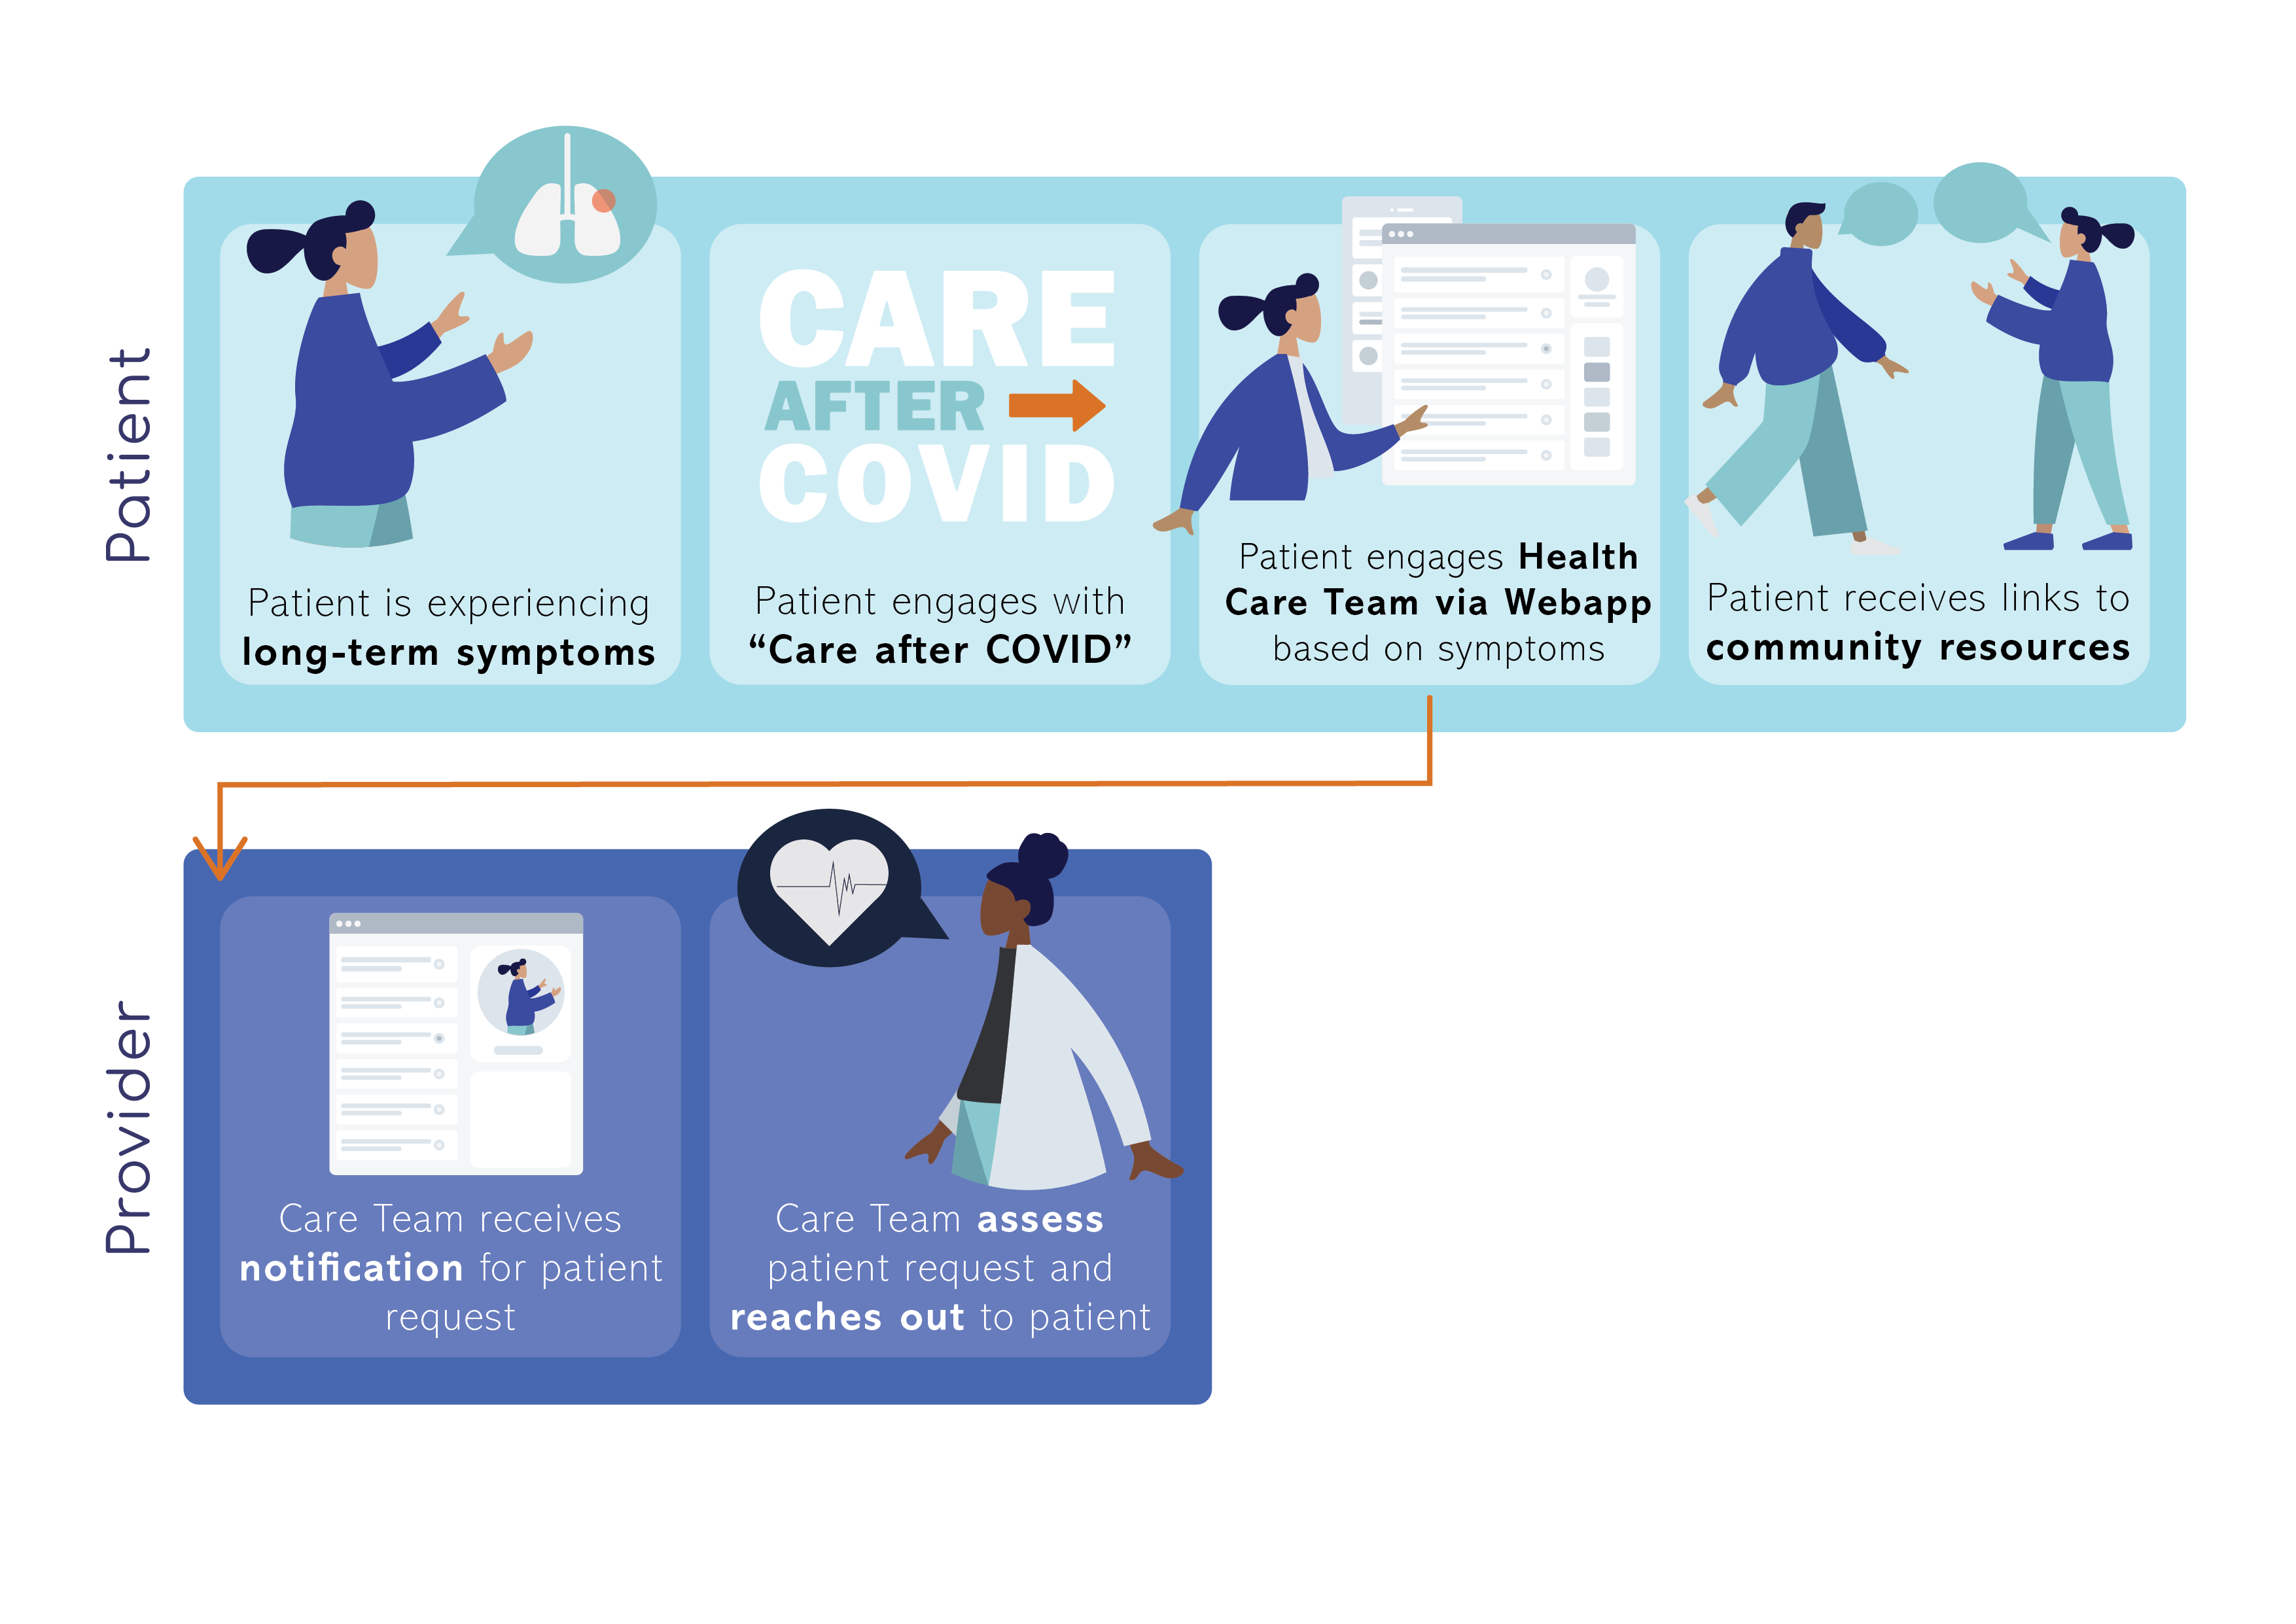 Patient
CARE
AFTER
COVID
Patient is experiencing
long-term symptoms
Patient engages with
“Care after COVID”
Patient engages Health
Care Team via Webapp
based on symptoms
Patient receives links to
community resources
Provider
Care Team receives
notification for patient
request
Care Team assess
patient request and
reaches out to patient